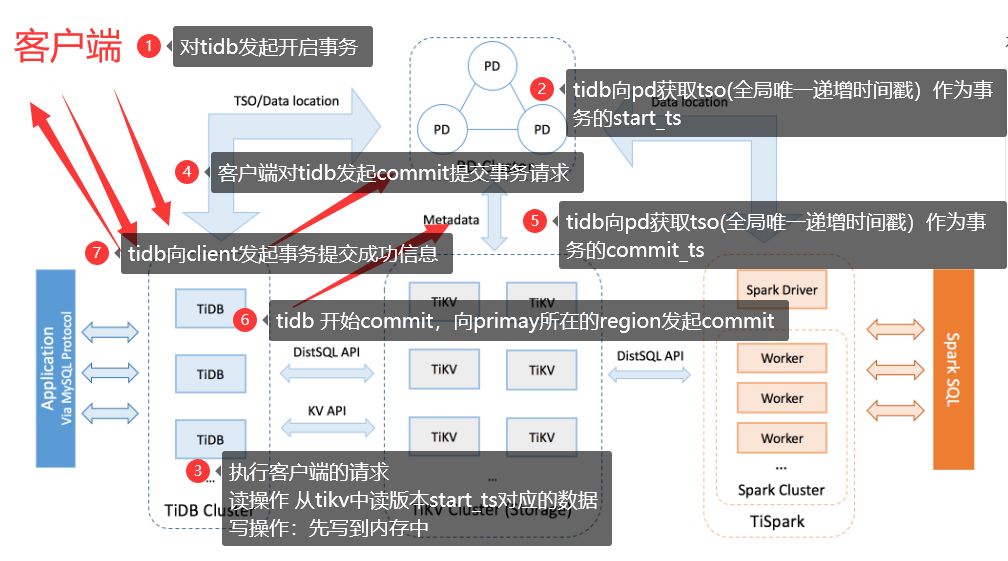 客户端
1
对tidb发起开启事务
PD
PD
PD
2
tidb向pd获取tso(全局唯一递增时间戳）作为事
务的start_ts
TSO/Data location
Data location
4
客户端对tidb发起commit提交事务请求
PD Cluster
Metadata
5
tidb向pd获取tso(全局唯一递增时间戳）作为事
务的commit_ts
7
tidb向client发起事务提交成功信息
Application
Via MySQL Protocol
TiDB
TiDB
TiDB
...
TiDB Cluster
6
tidb 开始commit，向primay所在的region发起commit
DistSQL API
KV API
TiKV
TiKV
TiKV
TiKV
TiKV
TiKV
...
TiKV Cluster (Storage)
3
执行客户端的请求
读操作 从tikv中读版本start_ts对应的数据
写操作：先写到内存中
DistSQL API
Spark Driver
Worker
Worker
Worker
...
Spark Cluster
TiSpark
Spark SQL